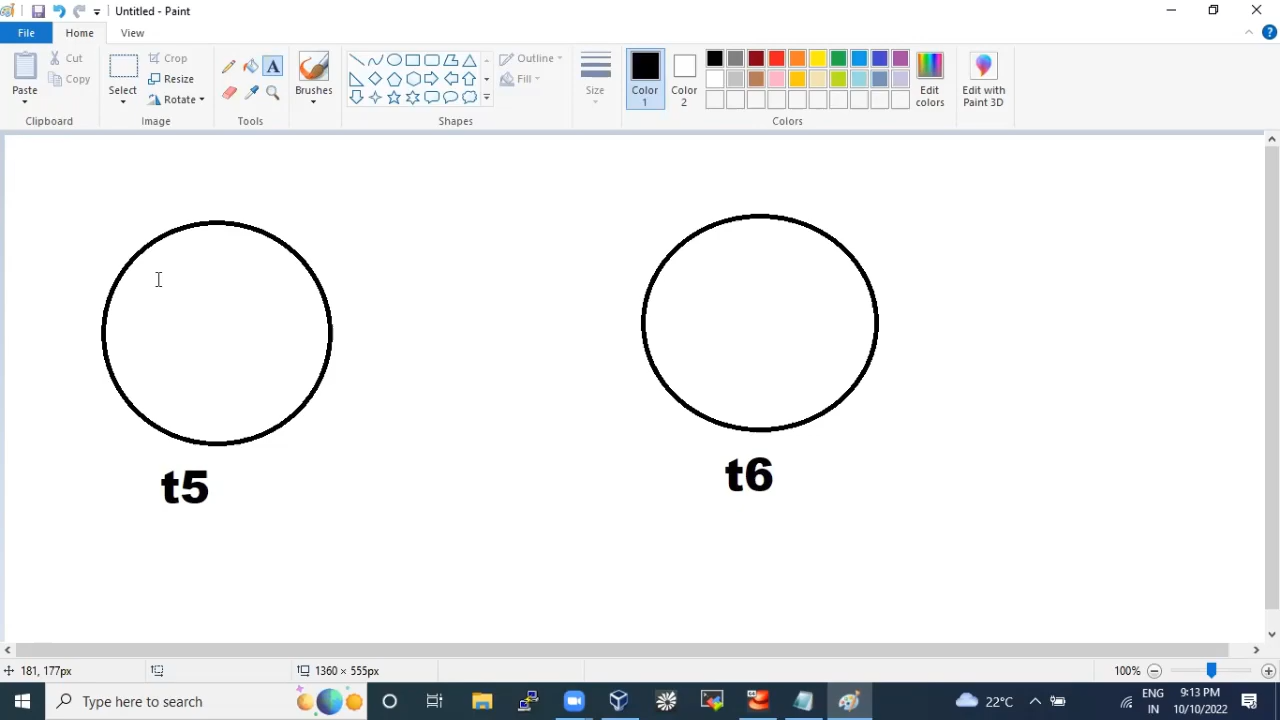 Untitled - Paint
File Home View
Paste
Cut
Copy
Clipboard
Select
Crop
Resize
Rotate
Image
A
Tools
Brushes
Shapes
Outline
Fill
Size
Color 1
Color 2
Edit colors
Colors
Edit with Paint 3D
t5
t6
181, 177px
1360 × 555px
100%
Type here to search
22°C
ENG
IN
9:13 PM
10/10/2022